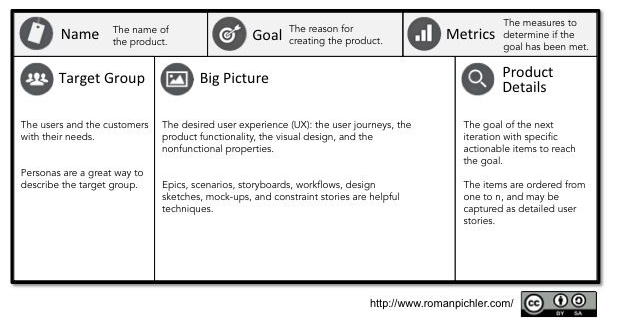 Name
The name of
the product.
Goal
The reason for
creating the product.
Metrics
The measures to
determine if the
goal has been met.
Target Group
The users and the customers
with their needs.
Personas are a great way to
describe the target group.
Big Picture
The desired user experience (UX): the user journeys, the
product functionality, the visual design, and the
nonfunctional properties.
Epics, scenarios, storyboards, workflows, design
sketches, mock-ups, and constraint stories are helpful
techniques.
Product
Details
The goal of the next
iteration with specific
actionable items to reach
the goal.
The items are ordered from
one to n, and may be
captured as detailed user
stories.
http://www.romanpichler.com/
cc
BY SA